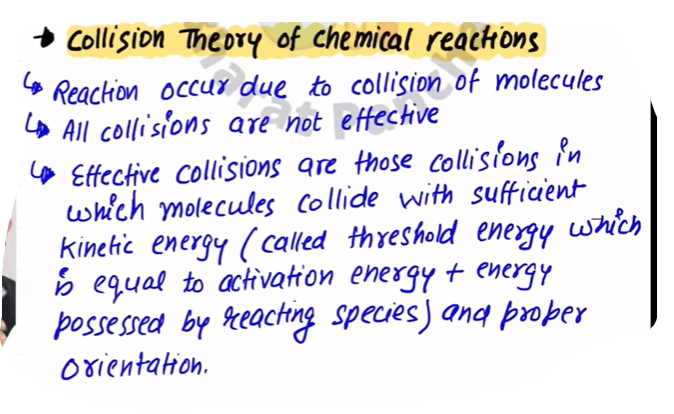 → Collision Theory of chemical reactions
↳ Reaction occur due to collision of molecules
↳ All collisions are not effective
↳ Effective collisions are those collisions in
which molecules collide with sufficient
kinetic energy (called threshold energy which
is equal to activation energy + energy
possessed by reacting species) and proper
orientation.